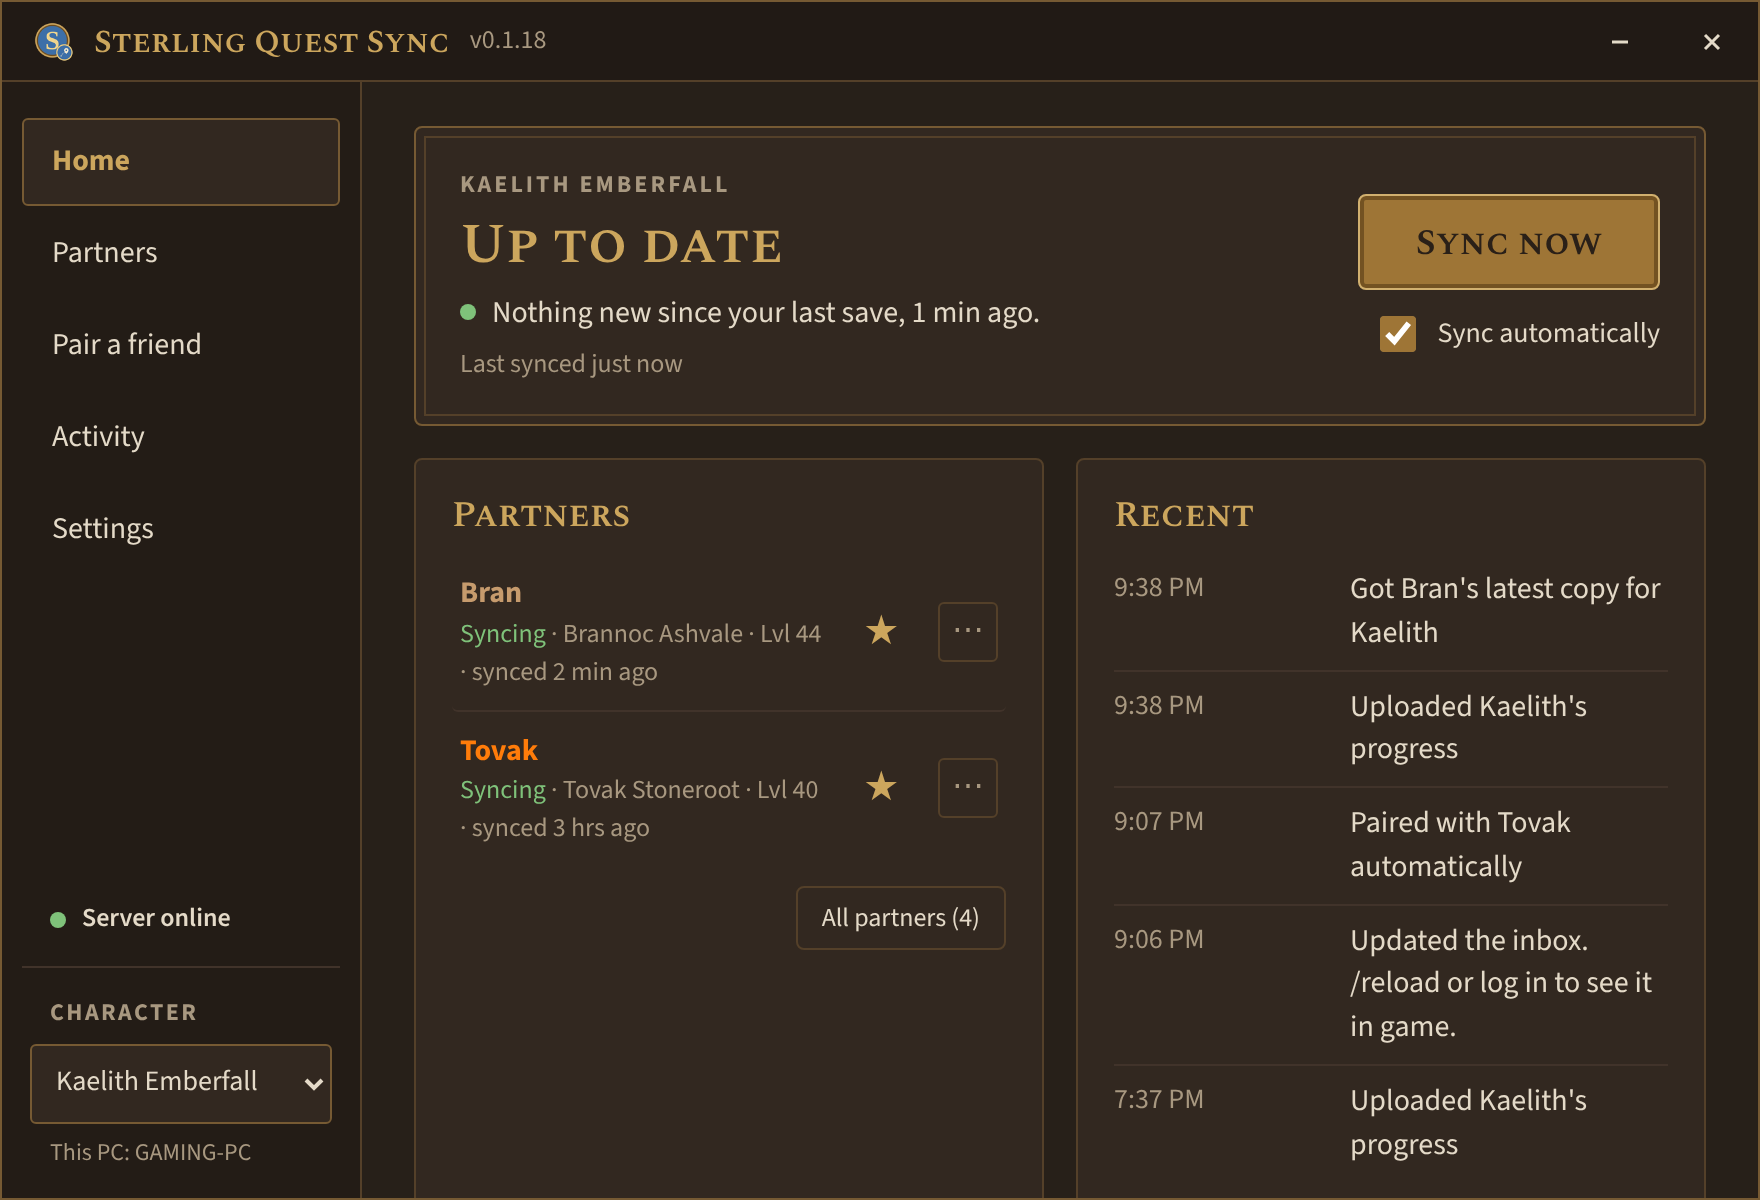 S
Sterling Quest Sync v0.1.18
Home
Partners
Pair a friend
Activity
Settings
Server online
CHARACTER
Kaelith Emberfall
This PC: GAMING-PC
KAELITH EMBERFALL
Up to date
Nothing new since your last save, 1 min ago.
Last synced just now
Sync now
Sync automatically
Partners
Bran
Syncing · Brannoc Ashvale · Lvl 44
· synced 2 min ago
Tovak
Syncing · Tovak Stoneroot · Lvl 40
· synced 3 hrs ago
All partners (4)
Recent
9:38 PM Got Bran's latest copy for
Kaelith
9:38 PM Uploaded Kaelith's
progress
9:07 PM Paired with Tovak
automatically
9:06 PM Updated the inbox.
/reload or log in to see it
in game.
7:37 PM Uploaded Kaelith's
progress